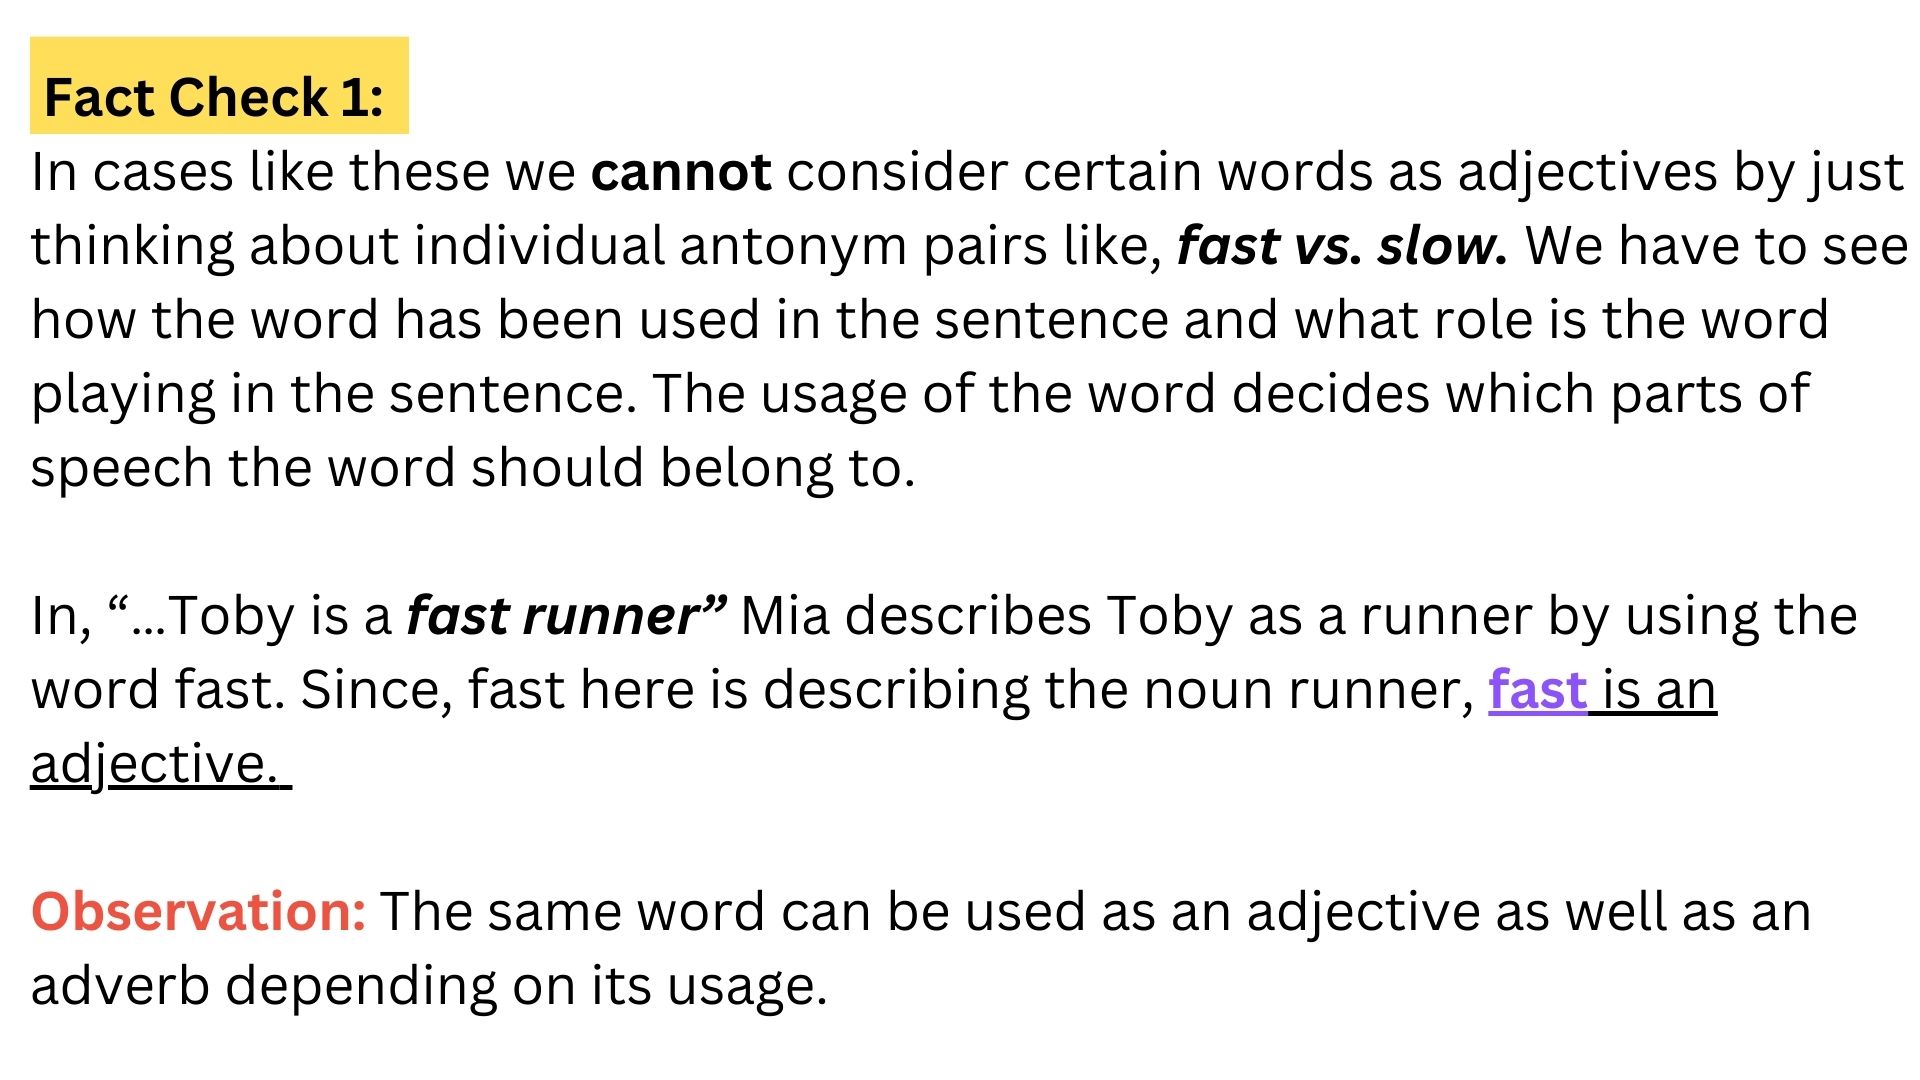 Fact Check 1:
In cases like these we cannot consider certain words as adjectives by just
thinking about individual antonym pairs like, fast vs. slow. We have to see
how the word has been used in the sentence and what role is the word
playing in the sentence. The usage of the word decides which parts of
speech the word should belong to.
In, “...Toby is a fast runner” Mia describes Toby as a runner by using the
word fast. Since, fast here is describing the noun runner, fast is an
adjective.
Observation: The same word can be used as an adjective as well as an
adverb depending on its usage.